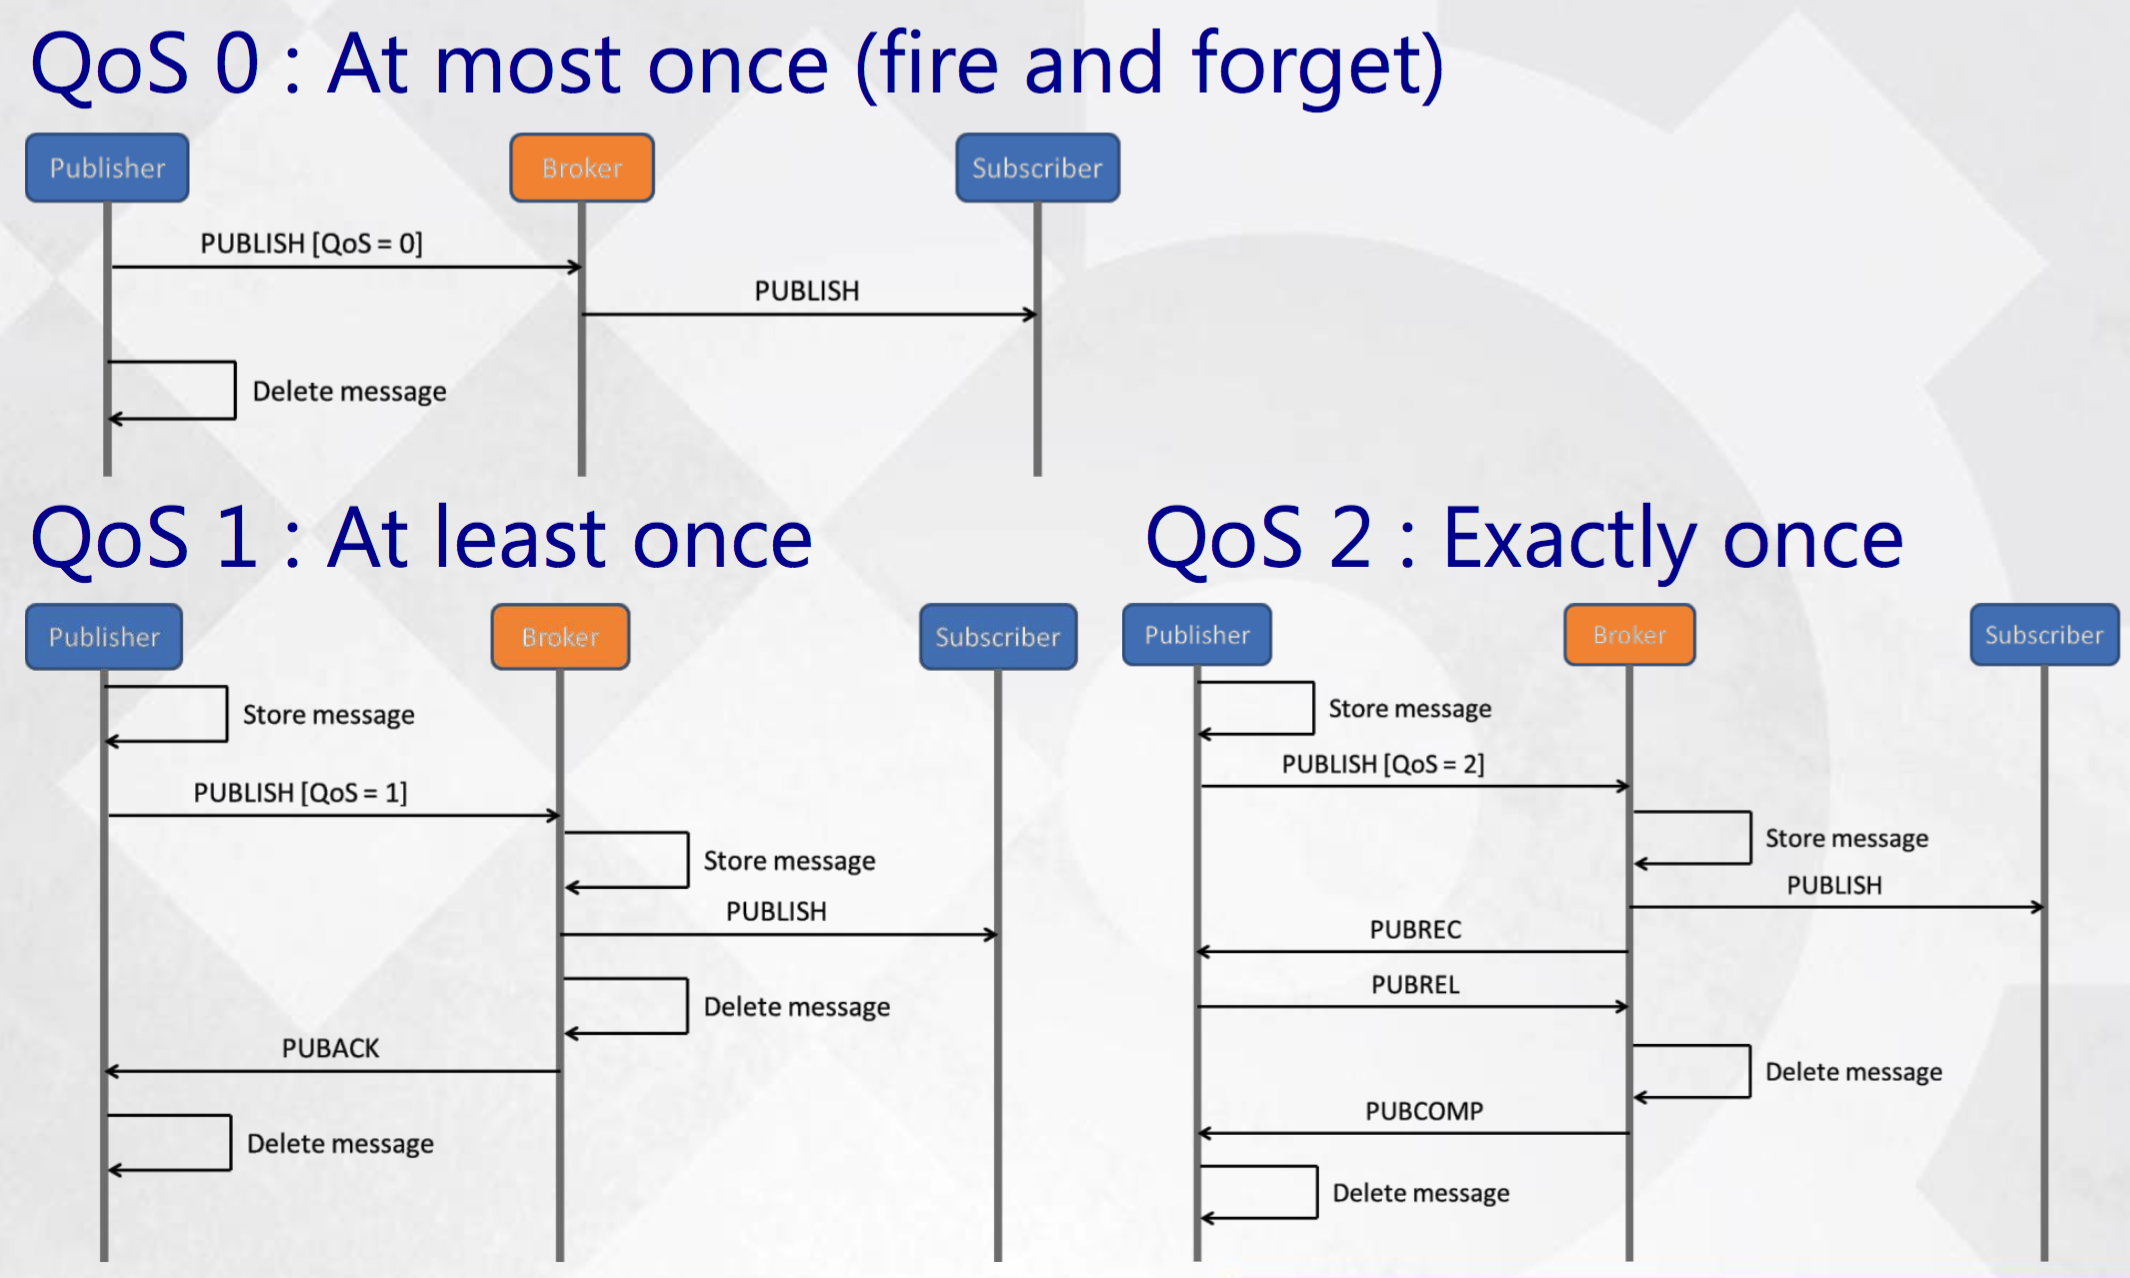 QoS 0 : At most once (fire and forget)
Publisher
Broker
Subscriber
PUBLISH [QoS = 0]
PUBLISH
Delete message
QoS 1 : At least once
Publisher
Broker
Subscriber
Store message
PUBLISH [QoS = 1]
Store message
PUBLISH
Delete message
PUBACK
Delete message
QoS 2 : Exactly once
Publisher
Broker
Subscriber
Store message
PUBLISH [QoS = 2]
Store message
PUBLISH
PUBREC
PUBREL
Delete message
PUBCOMP
Delete message